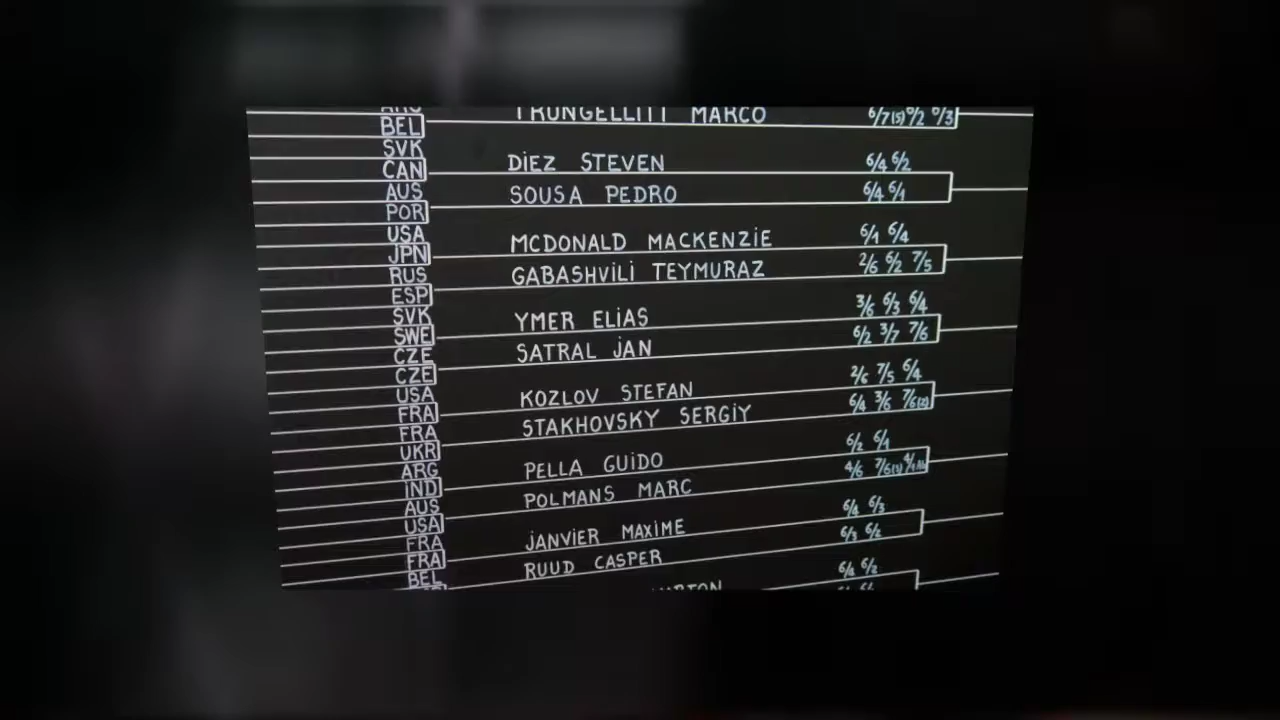 BEL
TRUNGELLITI MARCO 6/7(5) 6/2 6/3
SVK
CAN
DiEZ STEVEN 6/4 6/2
AUS
SOUSA PEDRO 6/4 6/1
POR
USA
MCDONALD MACKENZiE 6/1 6/4
JPN
RUS
GABASHViLi TEYMURAZ 2/6 6/2 7/5
ESP
SVK
YMER ELiAS 3/6 6/3 6/4
SWE
CZE
SATRAL JAN 6/2 3/7 7/6
CZE
USA
KOZLOV STEFAN 2/6 7/5 6/4
FRA
FRA
STAKHOVSKY SERGiY 6/4 3/6 7/6(2)
UKR
ARG
PELLA GUiDO 6/2 6/1
iND
AUS
POLMANS MARC 4/6 7/6(3)
USA
FRA
JANViER MAXiME 6/4 6/3
FRA
RUUD CASPER 6/3 6/2
BEL
6/4 6/2